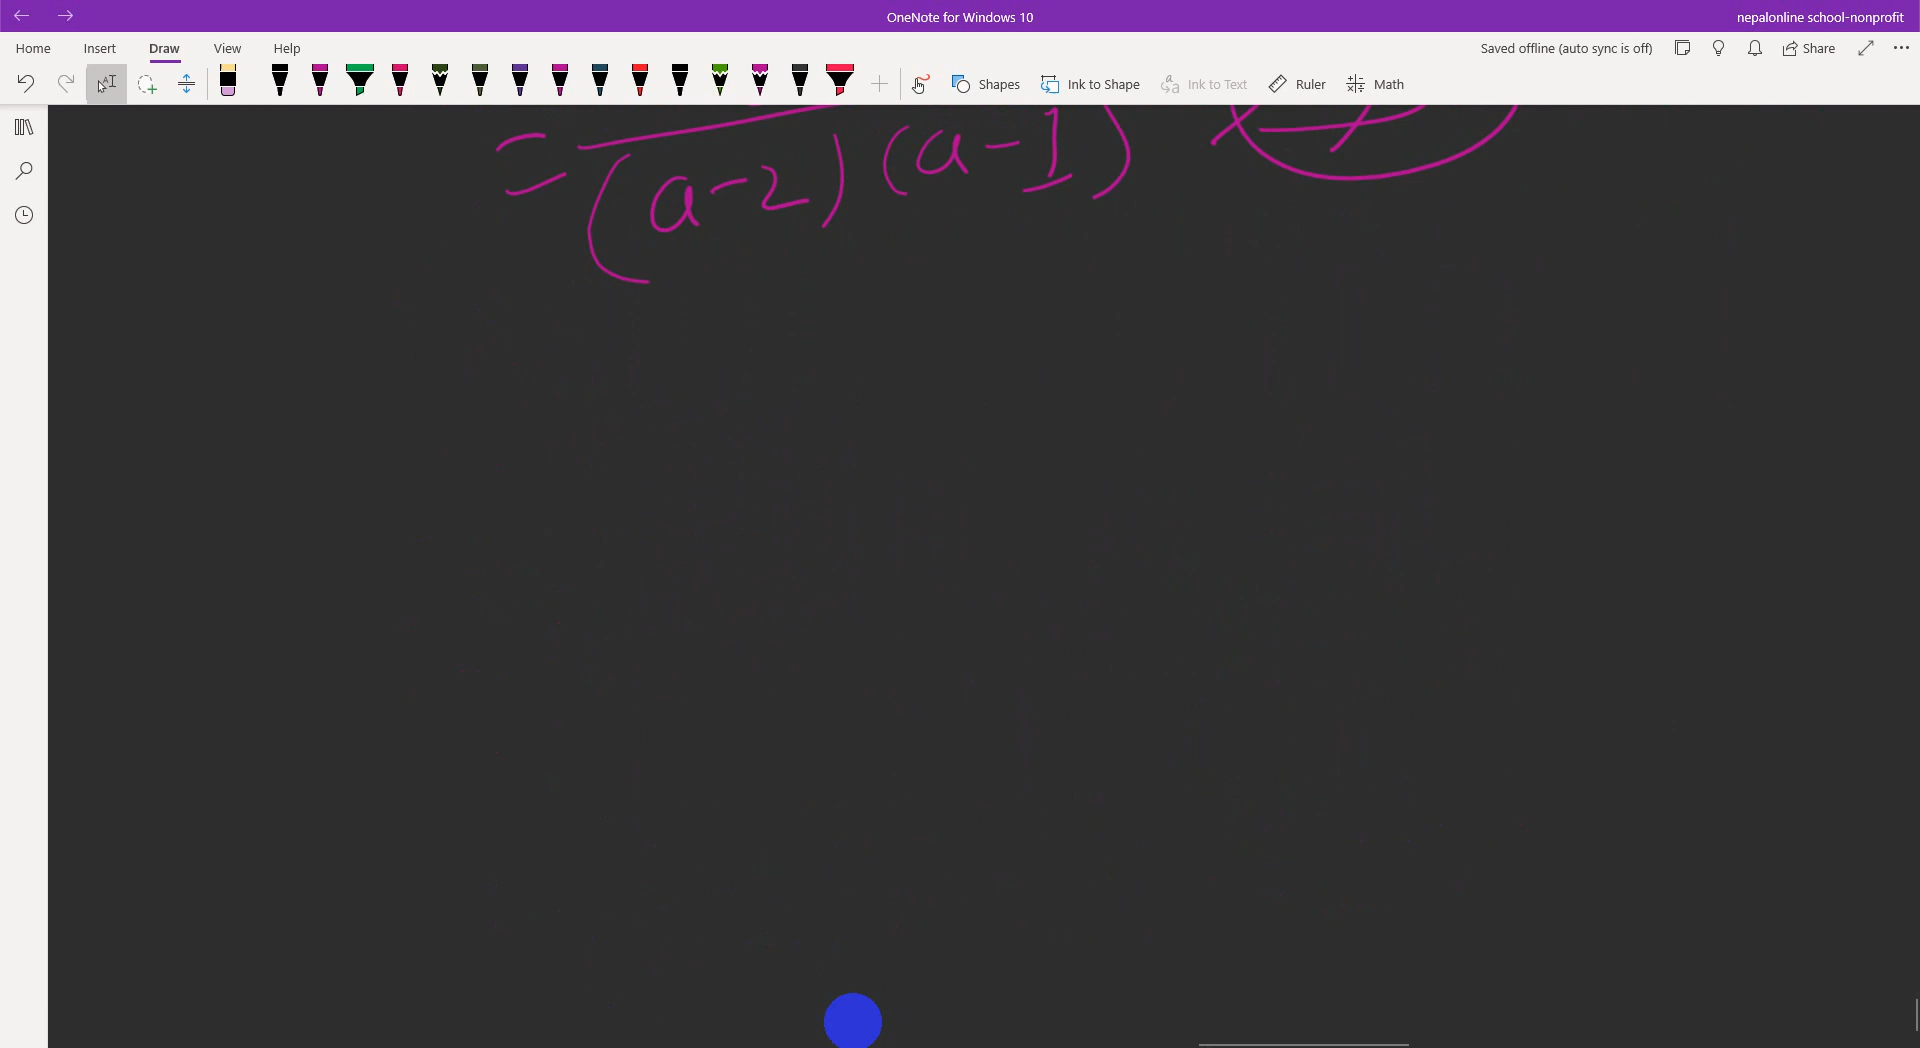 OneNote for Windows 10
nepalonline school-nonprofit
Home Insert Draw View Help
Saved offline (auto sync is off) Share
Shapes Ink to Shape Ink to Text Ruler Math
= (a-2) (a-1)